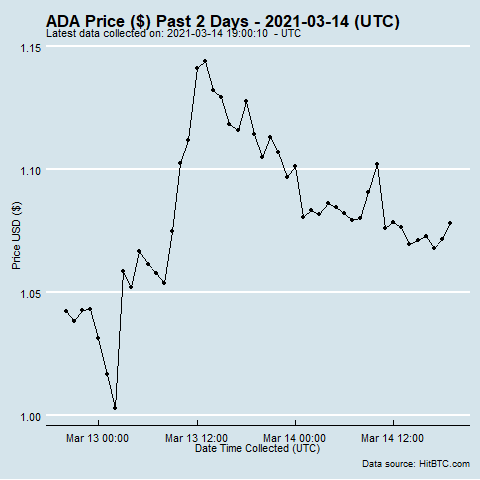 ADA Price ($) Past 2 Days - 2021-03-14 (UTC)
Latest data collected on: 2021-03-14 19:00:10 - UTC
1.15
1.10
1.05
1.00
Price USD ($)
Mar 13 00:00 Mar 13 12:00 Mar 14 00:00 Mar 14 12:00
Date Time Collected (UTC)
Data source: HitBTC.com